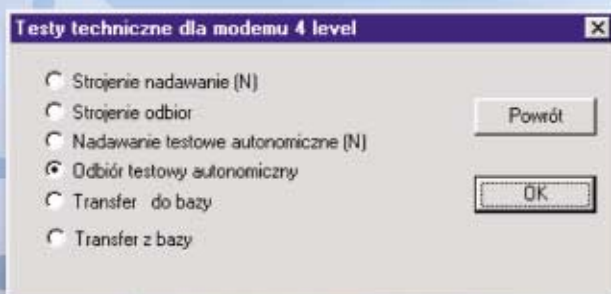 Testy techniczne dla modemu 4 level
Strojenie nadawanie (N)
Strojenie odbior
Nadawanie testowe autonomiczne (N)
Odbiór testowy autonomiczny
Transfer do bazy
Transfer z bazy
Powrót
OK